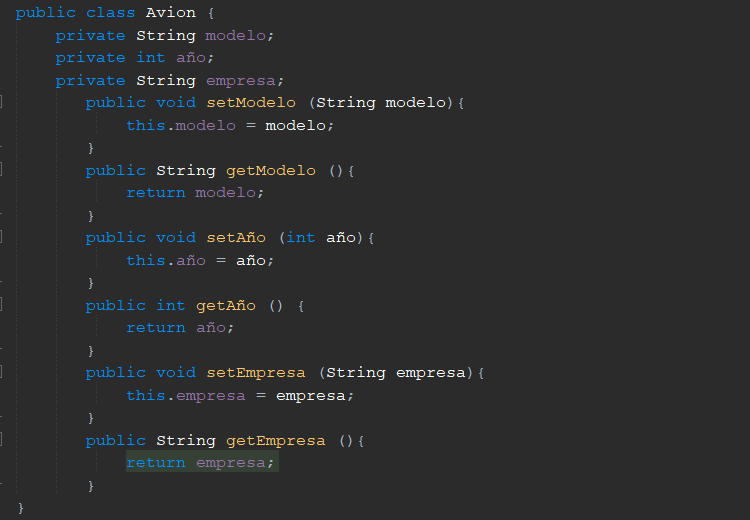 public class Avion {
private String modelo;
private int año;
private String empresa;
public void setModelo (String modelo){
this.modelo = modelo;
}
public String getModelo (){
return modelo;
}
public void setAño (int año){
this.año = año;
}
public int getAño () {
return año;
}
public void setEmpresa (String empresa){
this.empresa = empresa;
}
public String getEmpresa (){
return empresa;
}
}